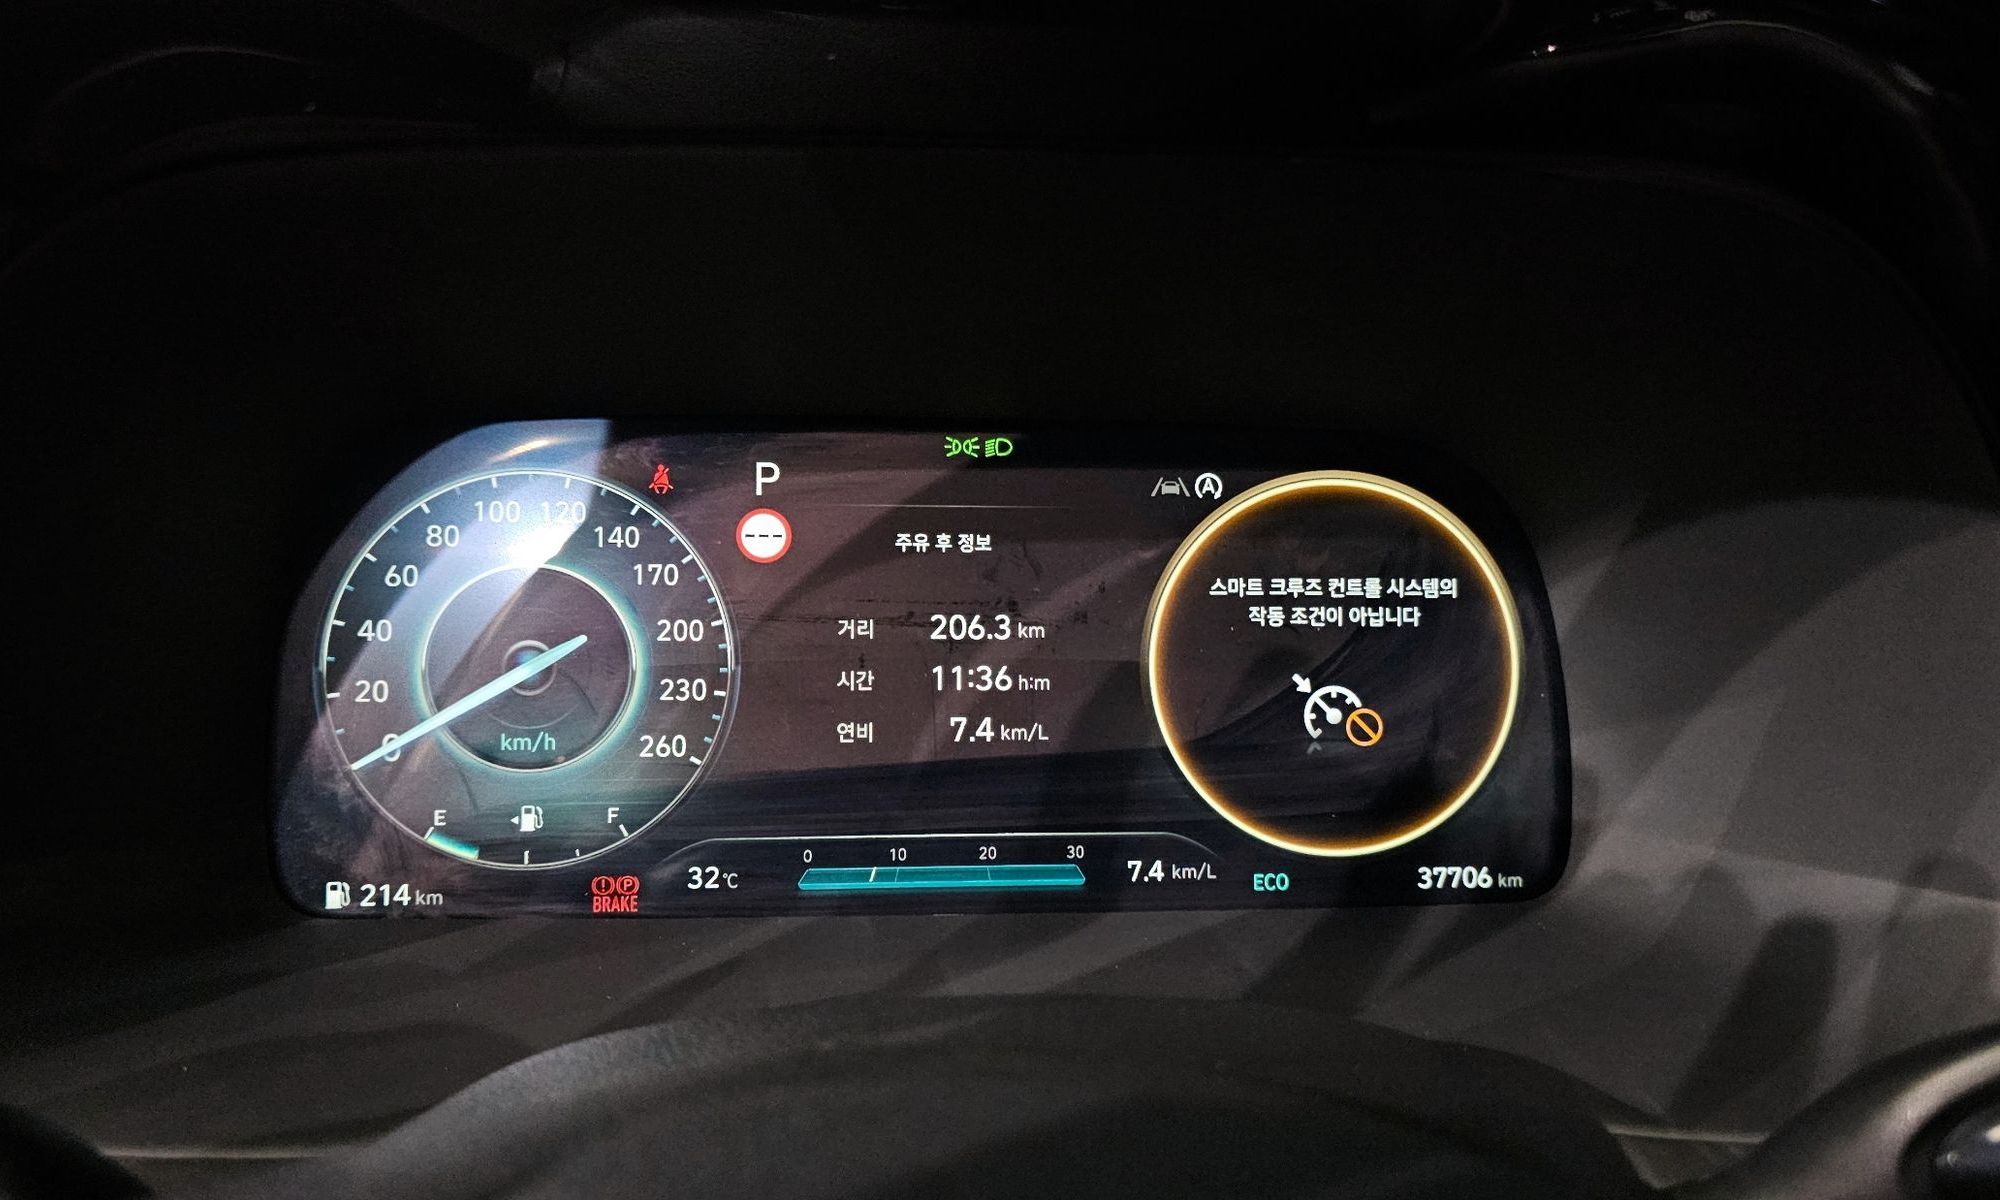 P
100 120
80 140
60 170
40 200
20 230
0 260
km/h
E F
214 km
BRAKE
---
주유 후 정보
거리 206.3 km
시간 11:36 h:m
연비 7.4 km/L
32℃
0 10 20 30
7.4 km/L
A
스마트 크루즈 컨트롤 시스템의
작동 조건이 아닙니다
ECO
37706 km